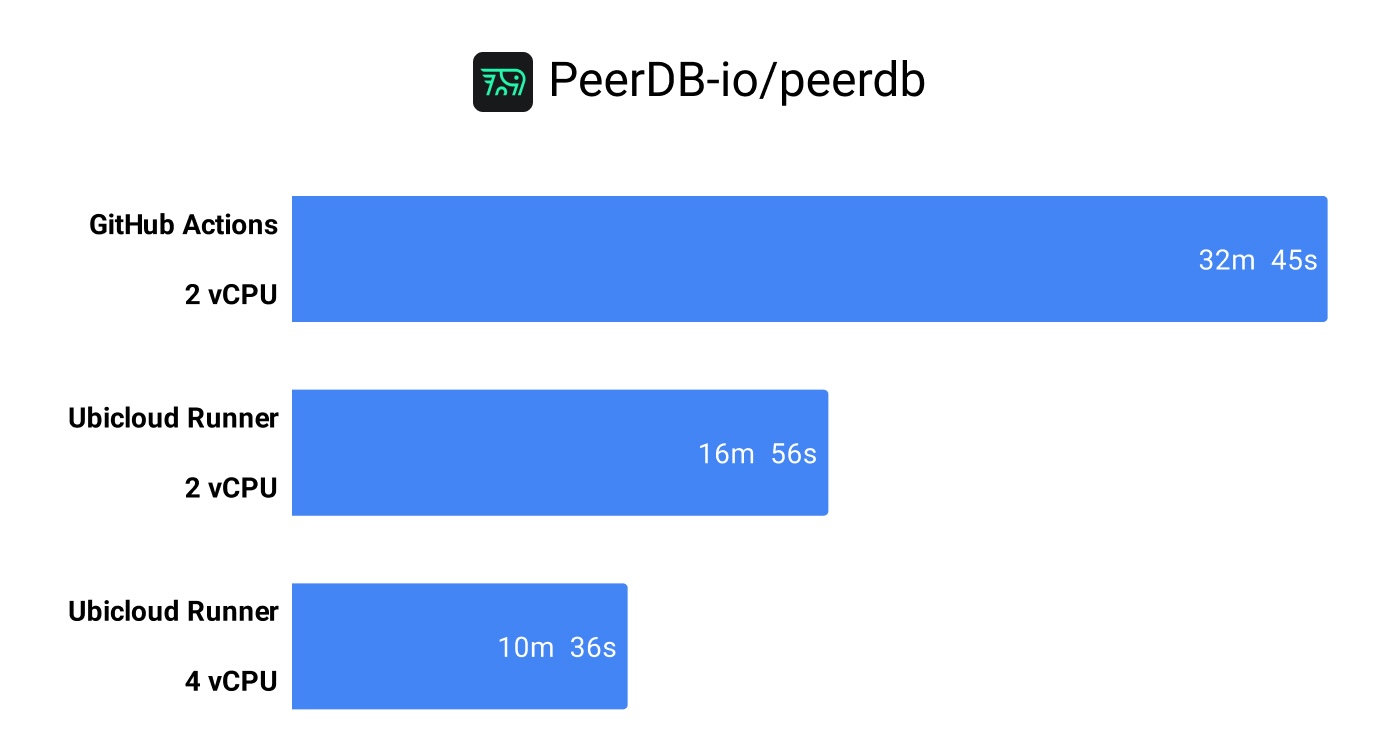 PeerDB-io/peerdb
GitHub Actions
2 vCPU
32m 45s
Ubicloud Runner
2 vCPU
16m 56s
Ubicloud Runner
4 vCPU
10m 36s